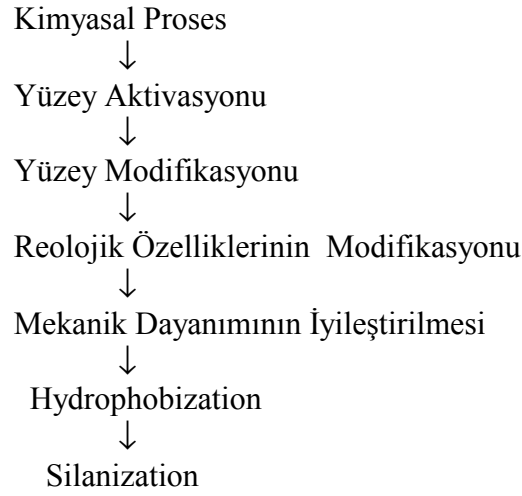 Kimyasal Proses
↓
Yüzey Aktivasyonu
↓
Yüzey Modifikasyonu
↓
Reolojik Özelliklerinin Modifikasyonu
↓
Mekanik Dayanımının İyileştirilmesi
↓
Hydrophobization
↓
Silanization